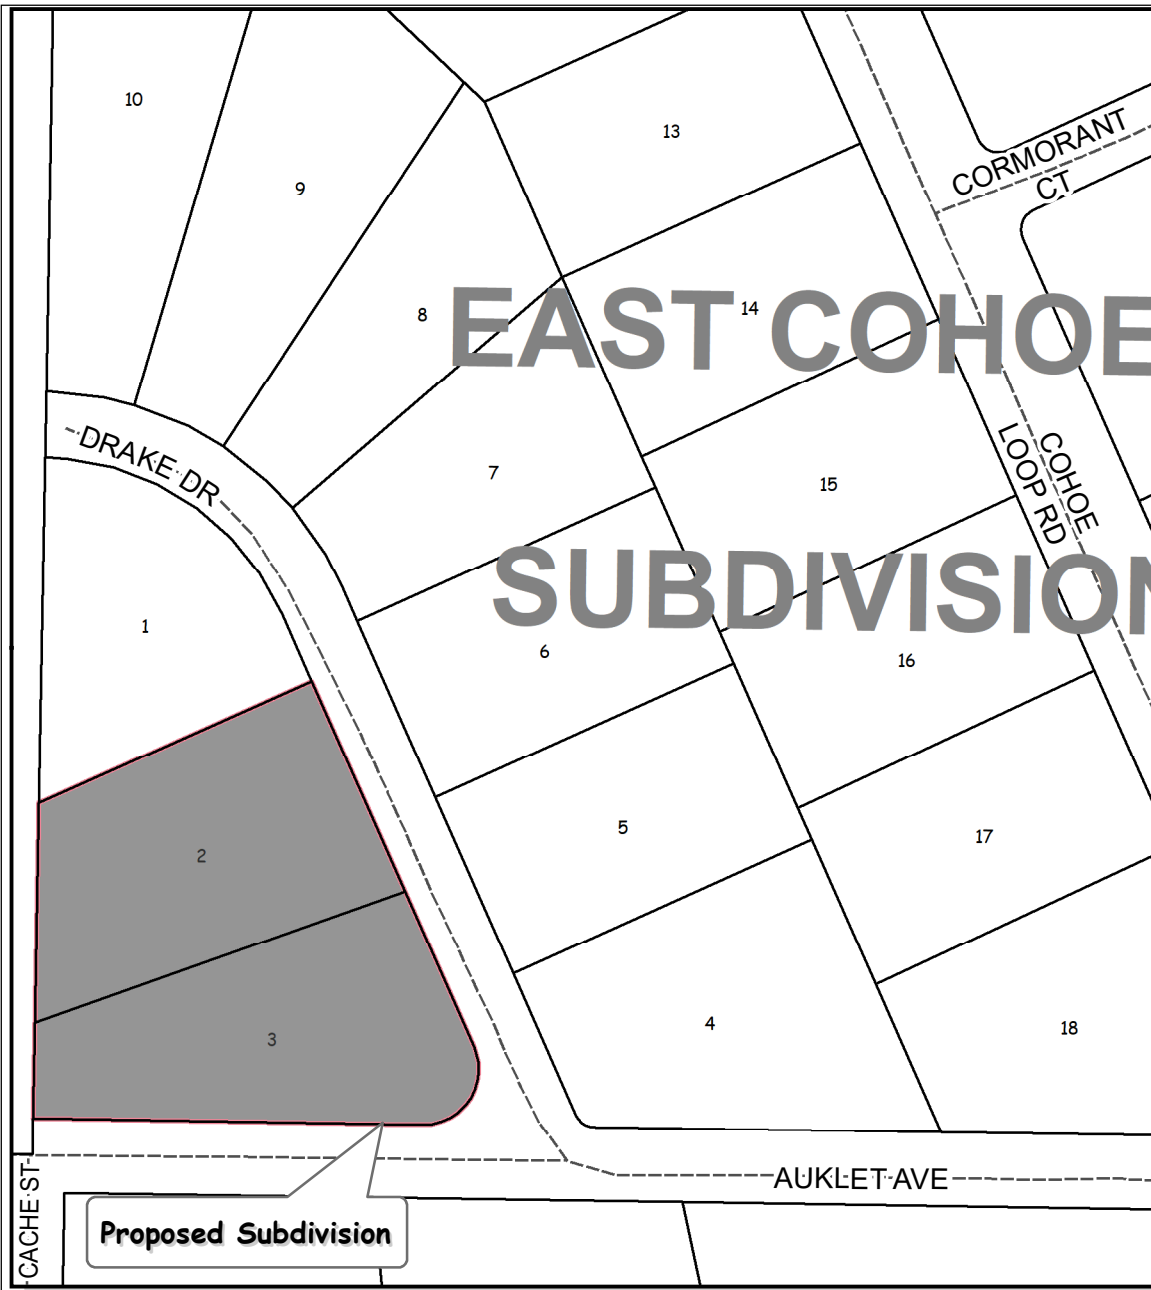 10
13
CORMORANT
CT
9
8
14
EAST COHOE
DRAKE DR
7
15
COHOE
LOOP RD
SUBDIVISION
1
6
16
2
5
17
3
4
18
AUKLET AVE
CACHE ST
Proposed Subdivision